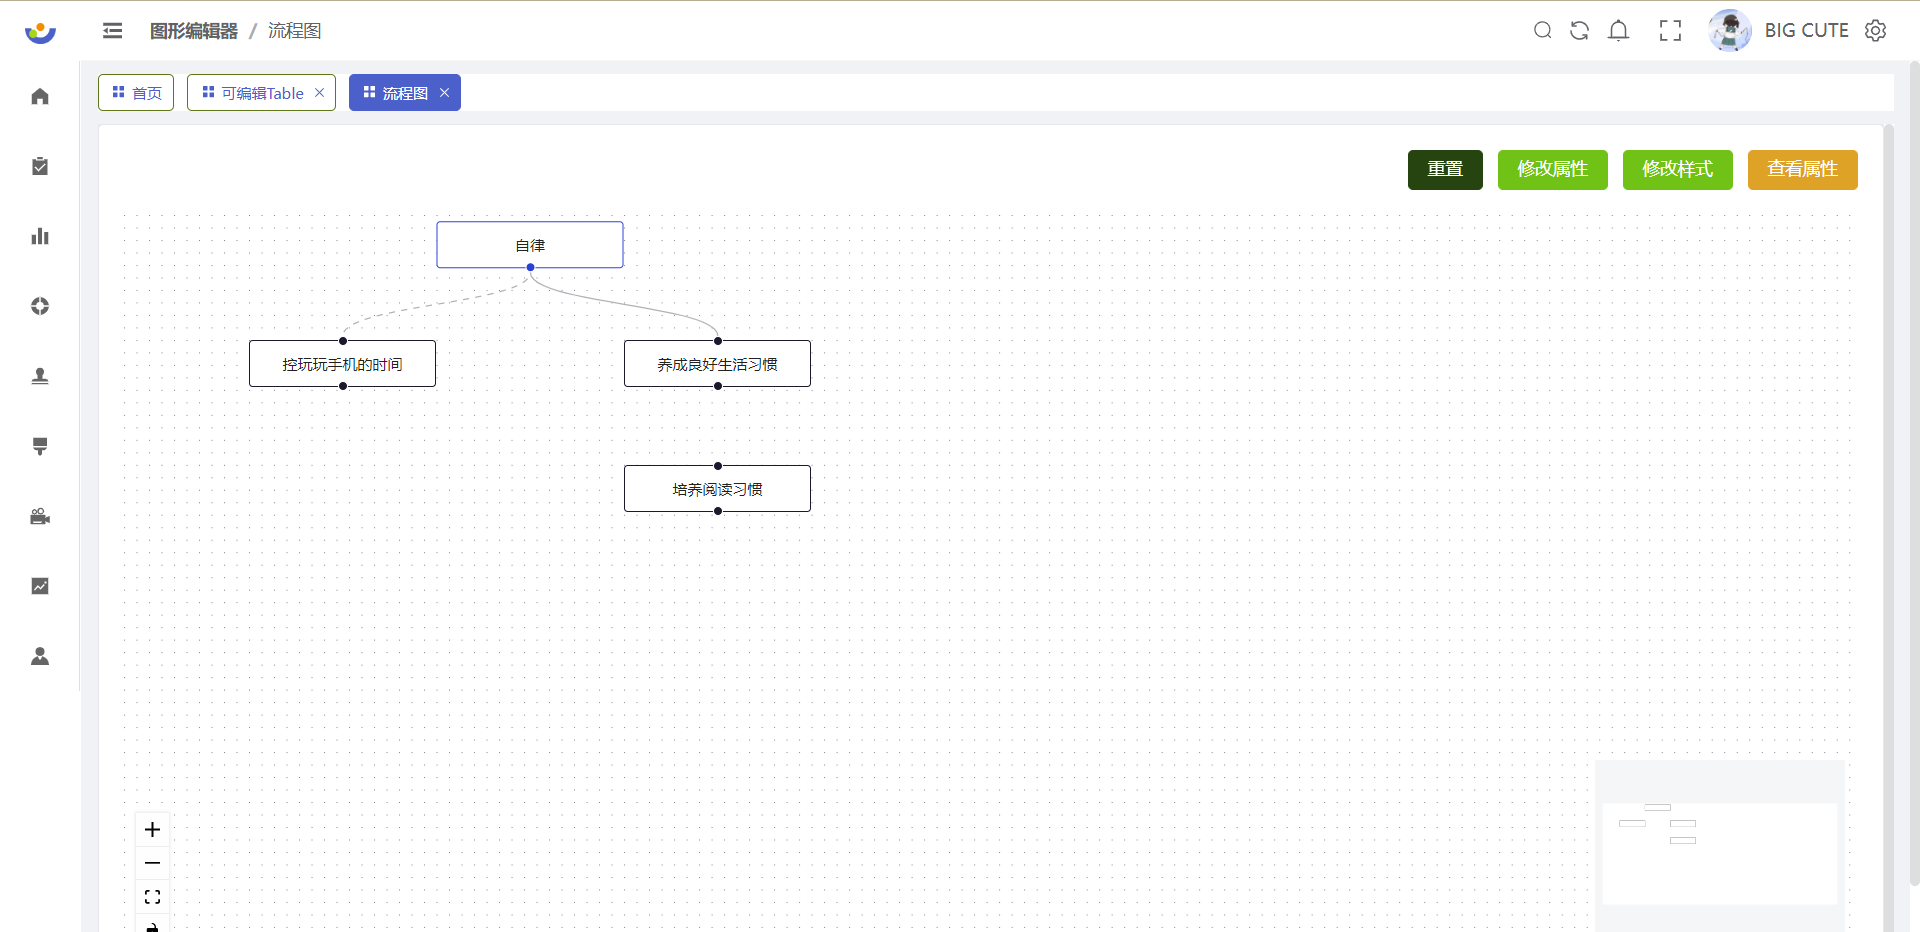 图形编辑器 / 流程图
BIG CUTE
首页
可编辑Table
流程图
重置
修改属性
修改样式
查看属性
自律
控玩玩手机的时间
养成良好生活习惯
培养阅读习惯